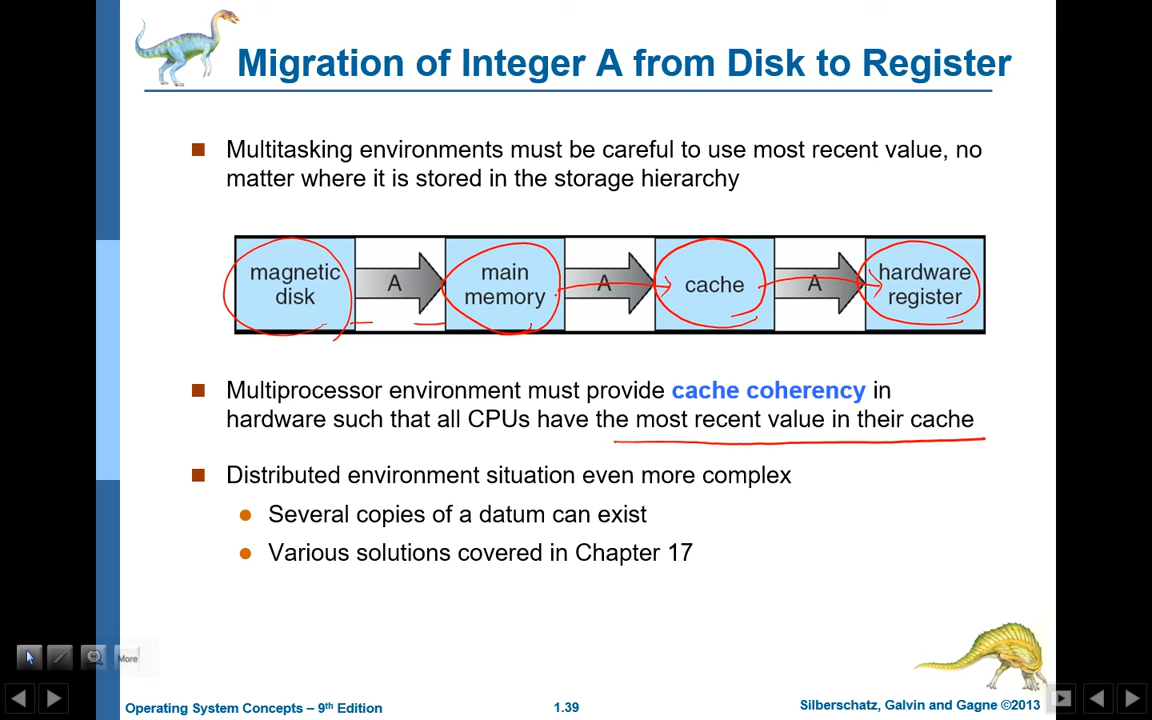 Migration of Integer A from Disk to Register
Multitasking environments must be careful to use most recent value, no
matter where it is stored in the storage hierarchy
magnetic
disk
A
main
memory
A
cache
A
hardware
register
Multiprocessor environment must provide cache coherency in
hardware such that all CPUs have the most recent value in their cache
Distributed environment situation even more complex
Several copies of a datum can exist
Various solutions covered in Chapter 17
More
Operating System Concepts – 9th Edition
1.39
Silberschatz, Galvin and Gagne ©2013